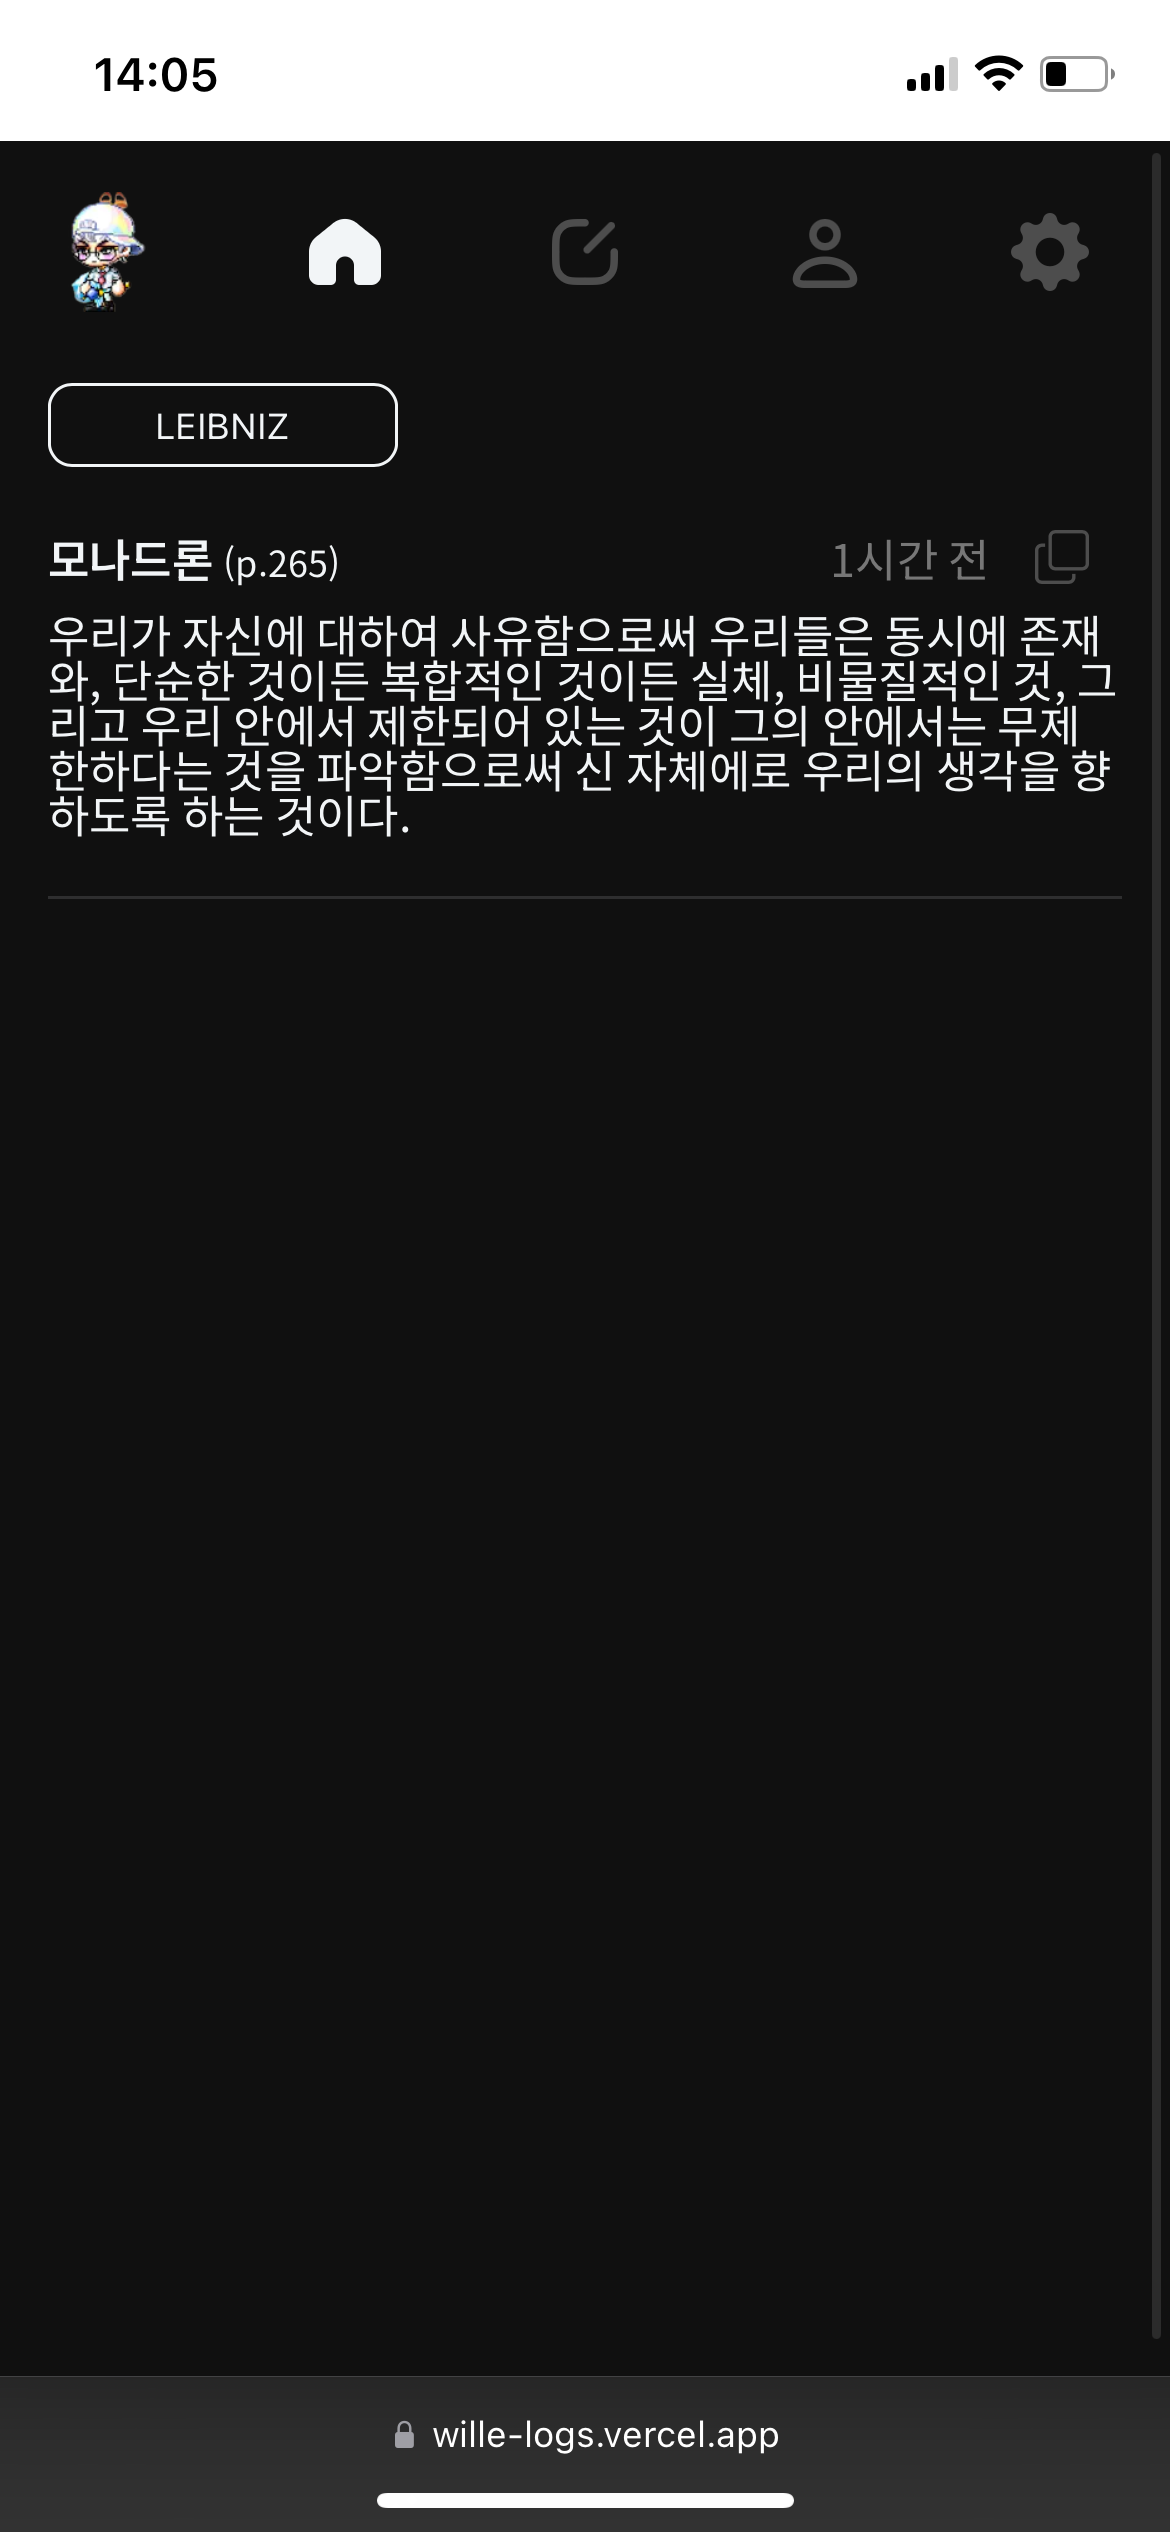 14:05
LEIBNIZ
모나드론 (p.265)
1시간 전
우리가 자신에 대하여 사유함으로써 우리들은 동시에 존재
와, 단순한 것이든 복합적인 것이든 실체, 비물질적인 것, 그
리고 우리 안에서 제한되어 있는 것이 그의 안에서는 무제
한하다는 것을 파악함으로써 신 자체에로 우리의 생각을 향
하도록 하는 것이다.
wille-logs.vercel.app